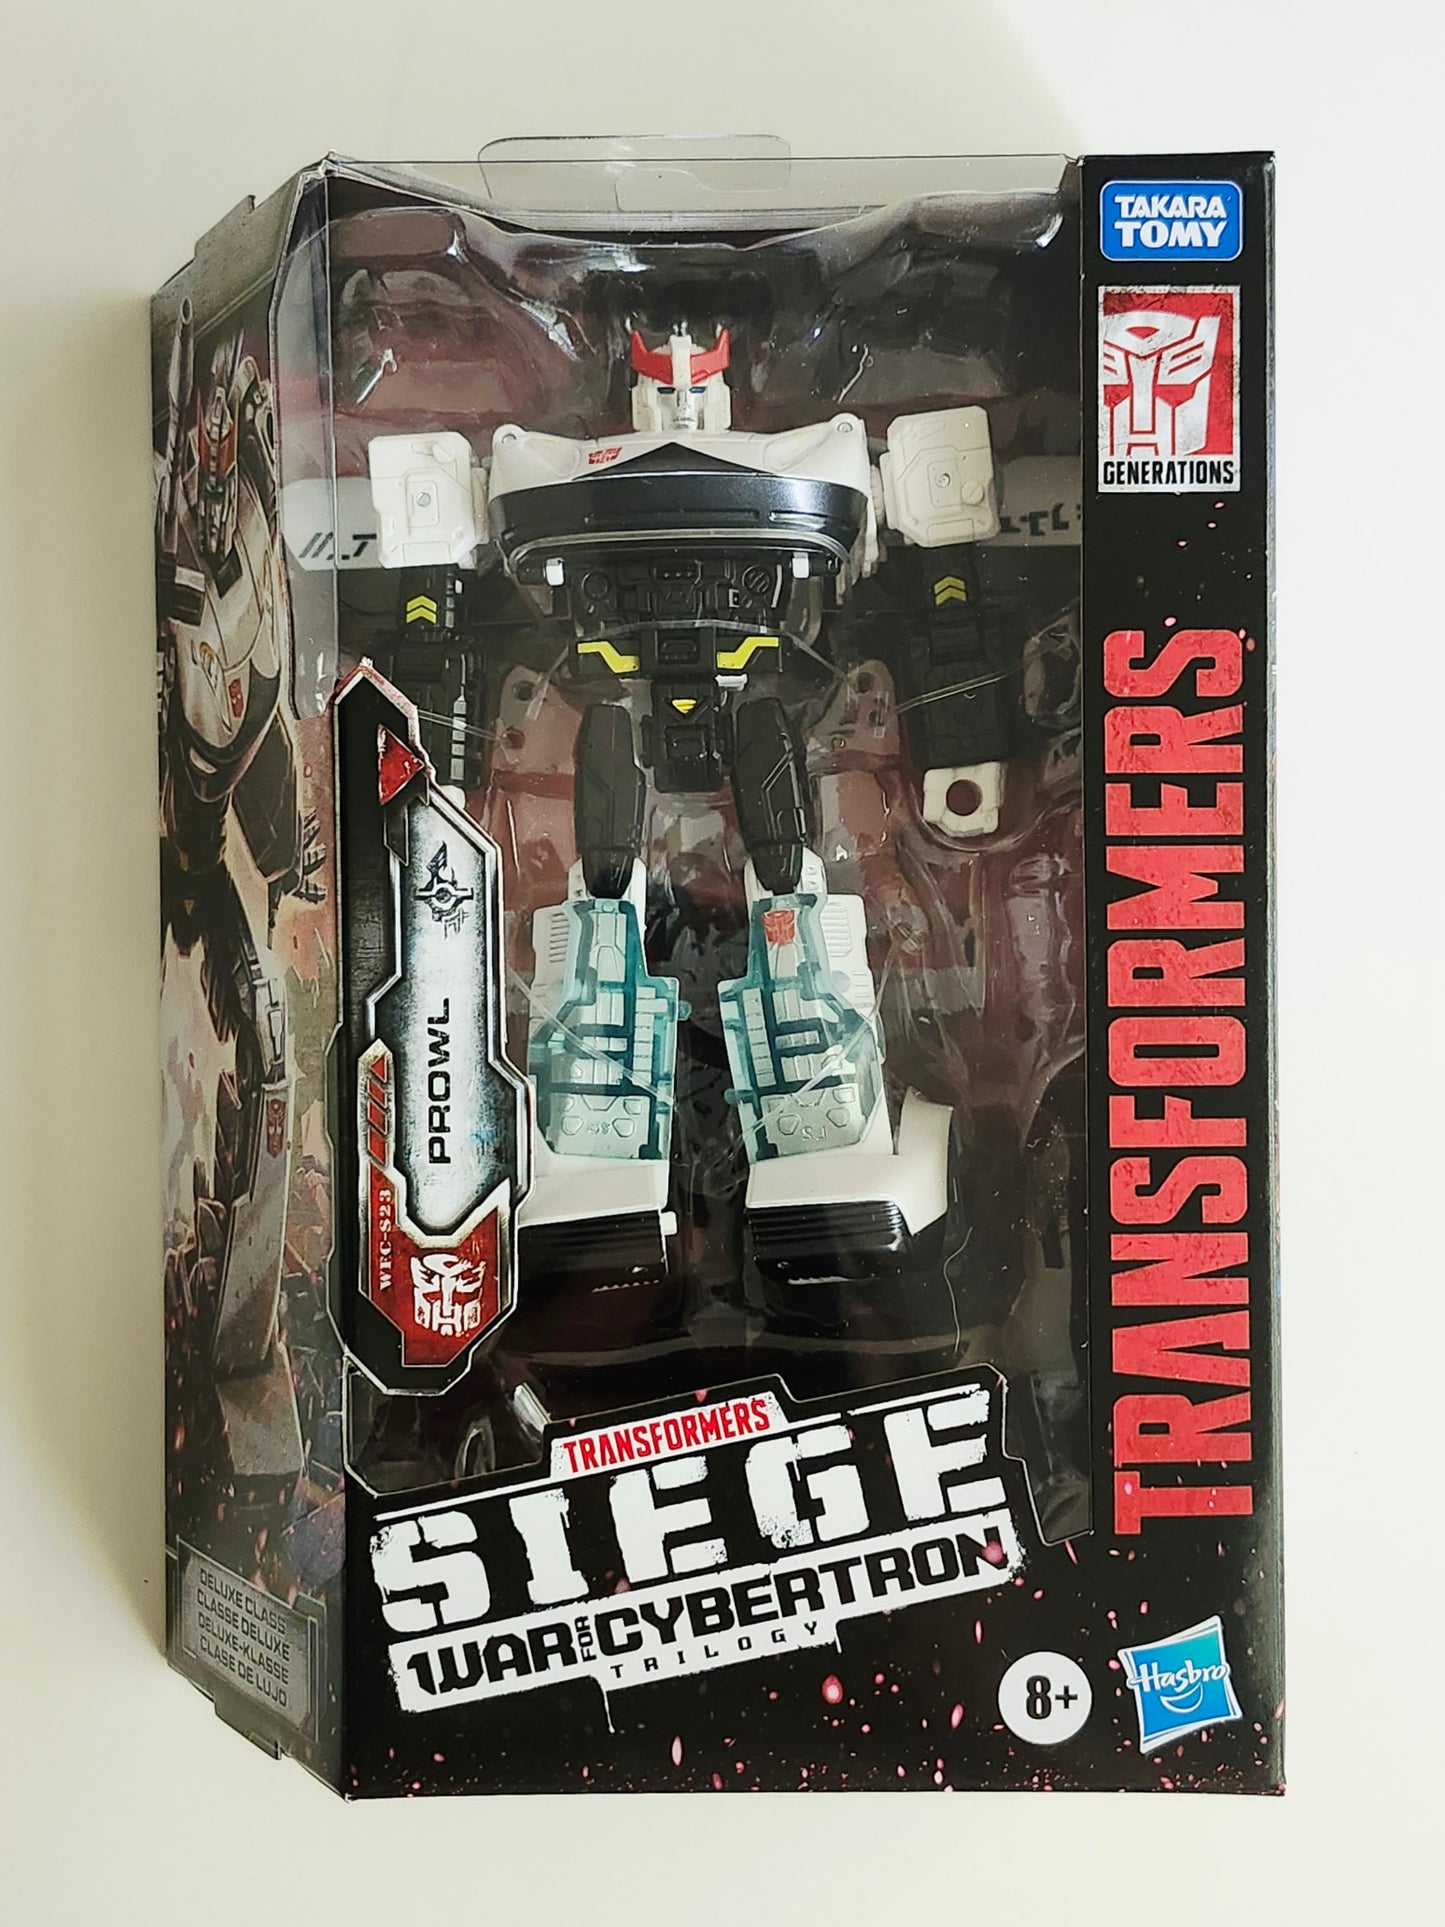 TAKARA
TOMY
GENERATIONS
TRANSFORMERS
PROWL
WFC-S23
TRANSFORMERS
SIEGE
WAR FOR CYBERTRON
TRILOGY
DELUXE CLASS
CLASSE DELUXE
DELUXE-KLASSE
CLASE DE LUJO
8+
Hasbro